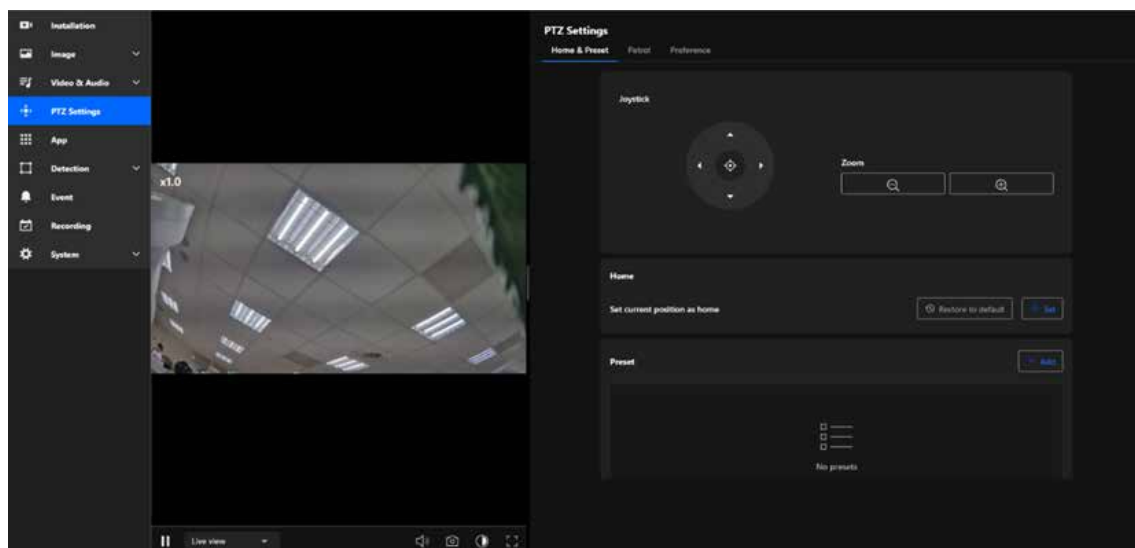 Installation
Image
Video & Audio
PTZ Settings
App
Detection
Event
Recording
System
x1.0
Live view
PTZ Settings
Home & Preset Patrol Preference
Joystick
Zoom
Home
Set current position as home
Restore to default + Set
Preset
+ Add
No presets